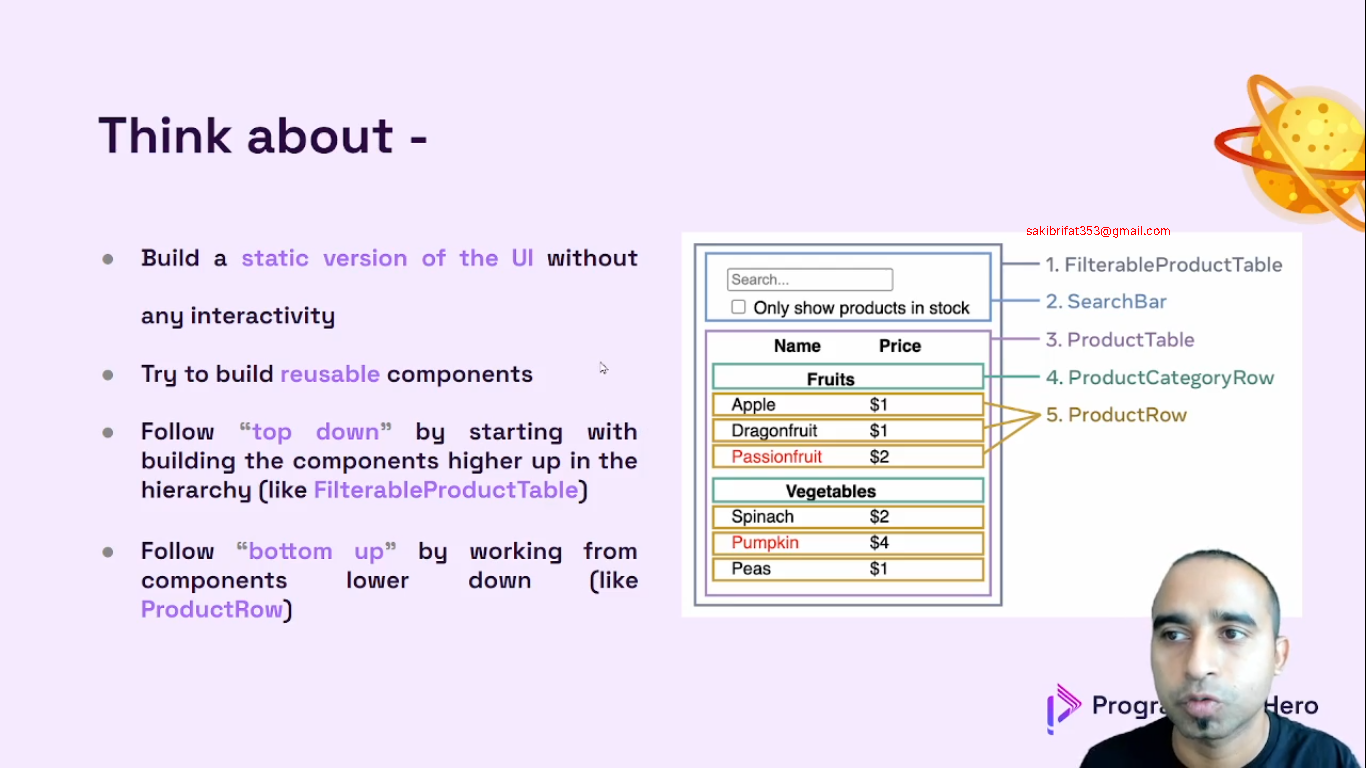 Think about -
Build a static version of the UI without
any interactivity
Try to build reusable components
Follow “top down” by starting with
building the components higher up in the
hierarchy (like FilterableProductTable)
Follow “bottom up” by working from
components lower down (like
ProductRow)
sakibrifat353@gmail.com
Search...
Only show products in stock
Name Price
Fruits
Apple $1
Dragonfruit $1
Passionfruit $2
Vegetables
Spinach $2
Pumpkin $4
Peas $1
1. FilterableProductTable
2. SearchBar
3. ProductTable
4. ProductCategoryRow
5. ProductRow
Hero